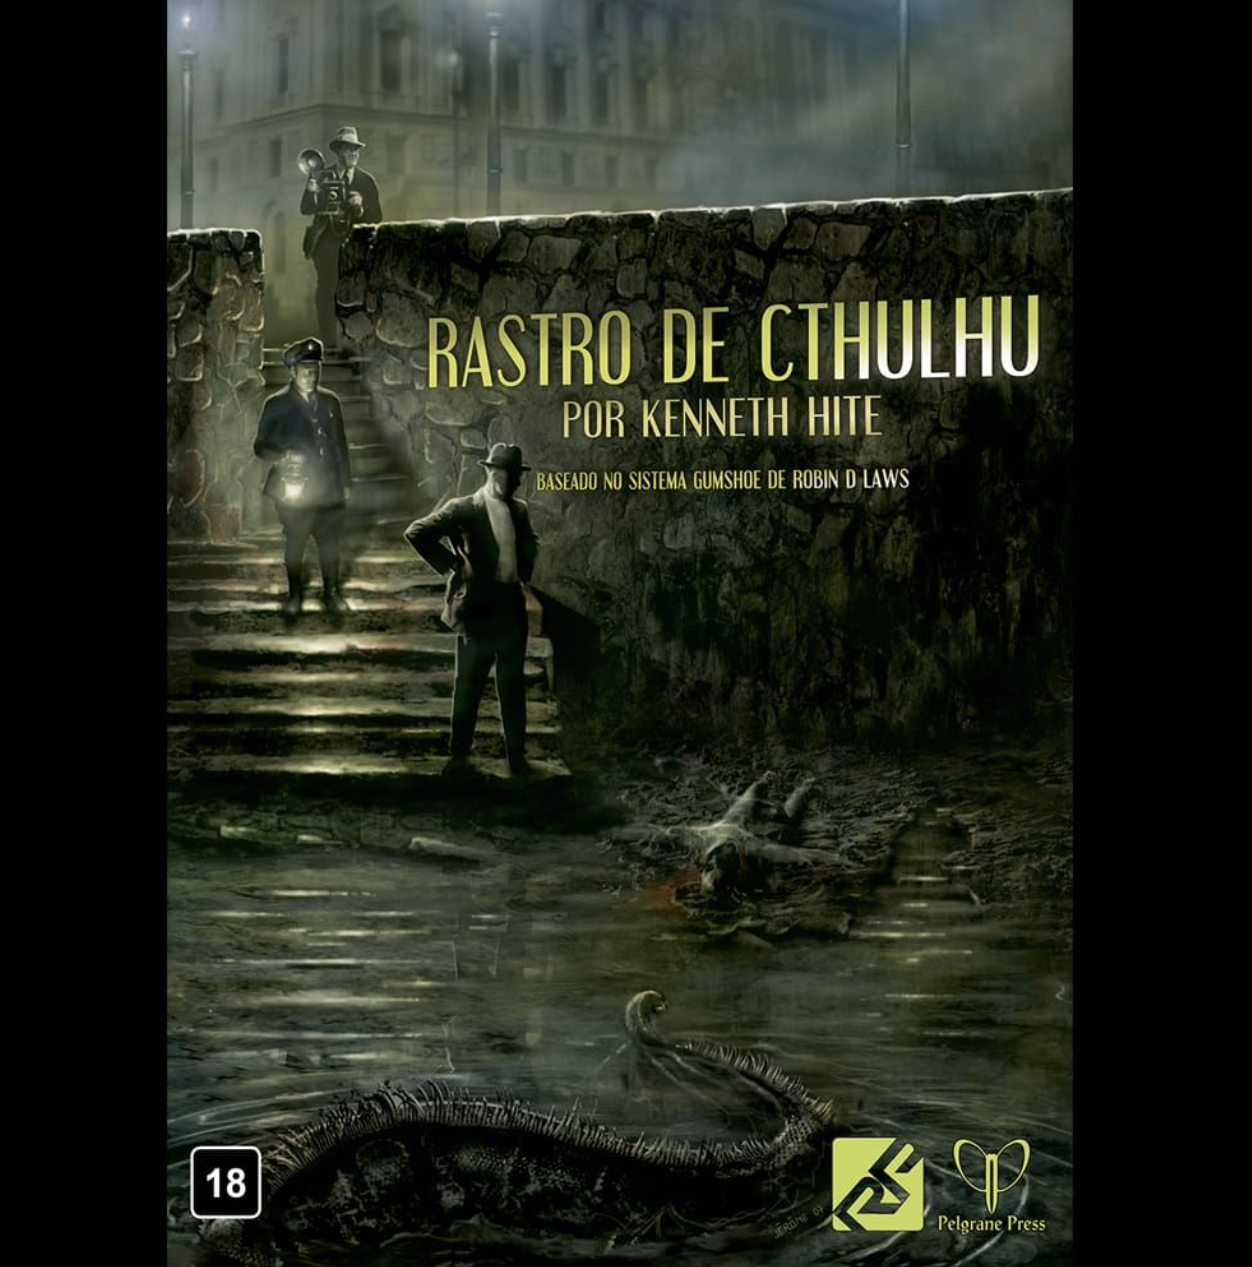 RASTRO DE CTHULHU
POR KENNETH HITE
BASEADO NO SISTEMA GUMSHOE DE ROBIN D LAWS
18
Pelgrane Press